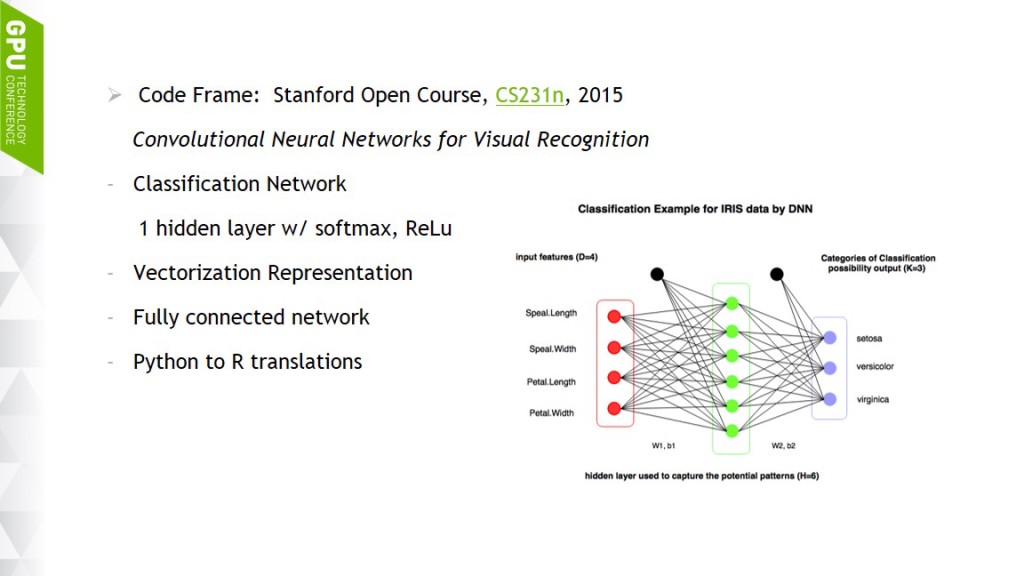 GPU
TECHNOLOGY
CONFERENCE
➢ Code Frame: Stanford Open Course, CS231n, 2015
Convolutional Neural Networks for Visual Recognition
- Classification Network
1 hidden layer w/ softmax, ReLu
- Vectorization Representation
- Fully connected network
- Python to R translations
Classification Example for IRIS data by DNN
input features (D=4)
Categories of Classification
possibility output (K=3)
Speal.Length
Speal.Width
Petal.Length
Petal.Width
setosa
versicolor
virginica
W1, b1
W2, b2
hidden layer used to capture the potential patterns (H=6)